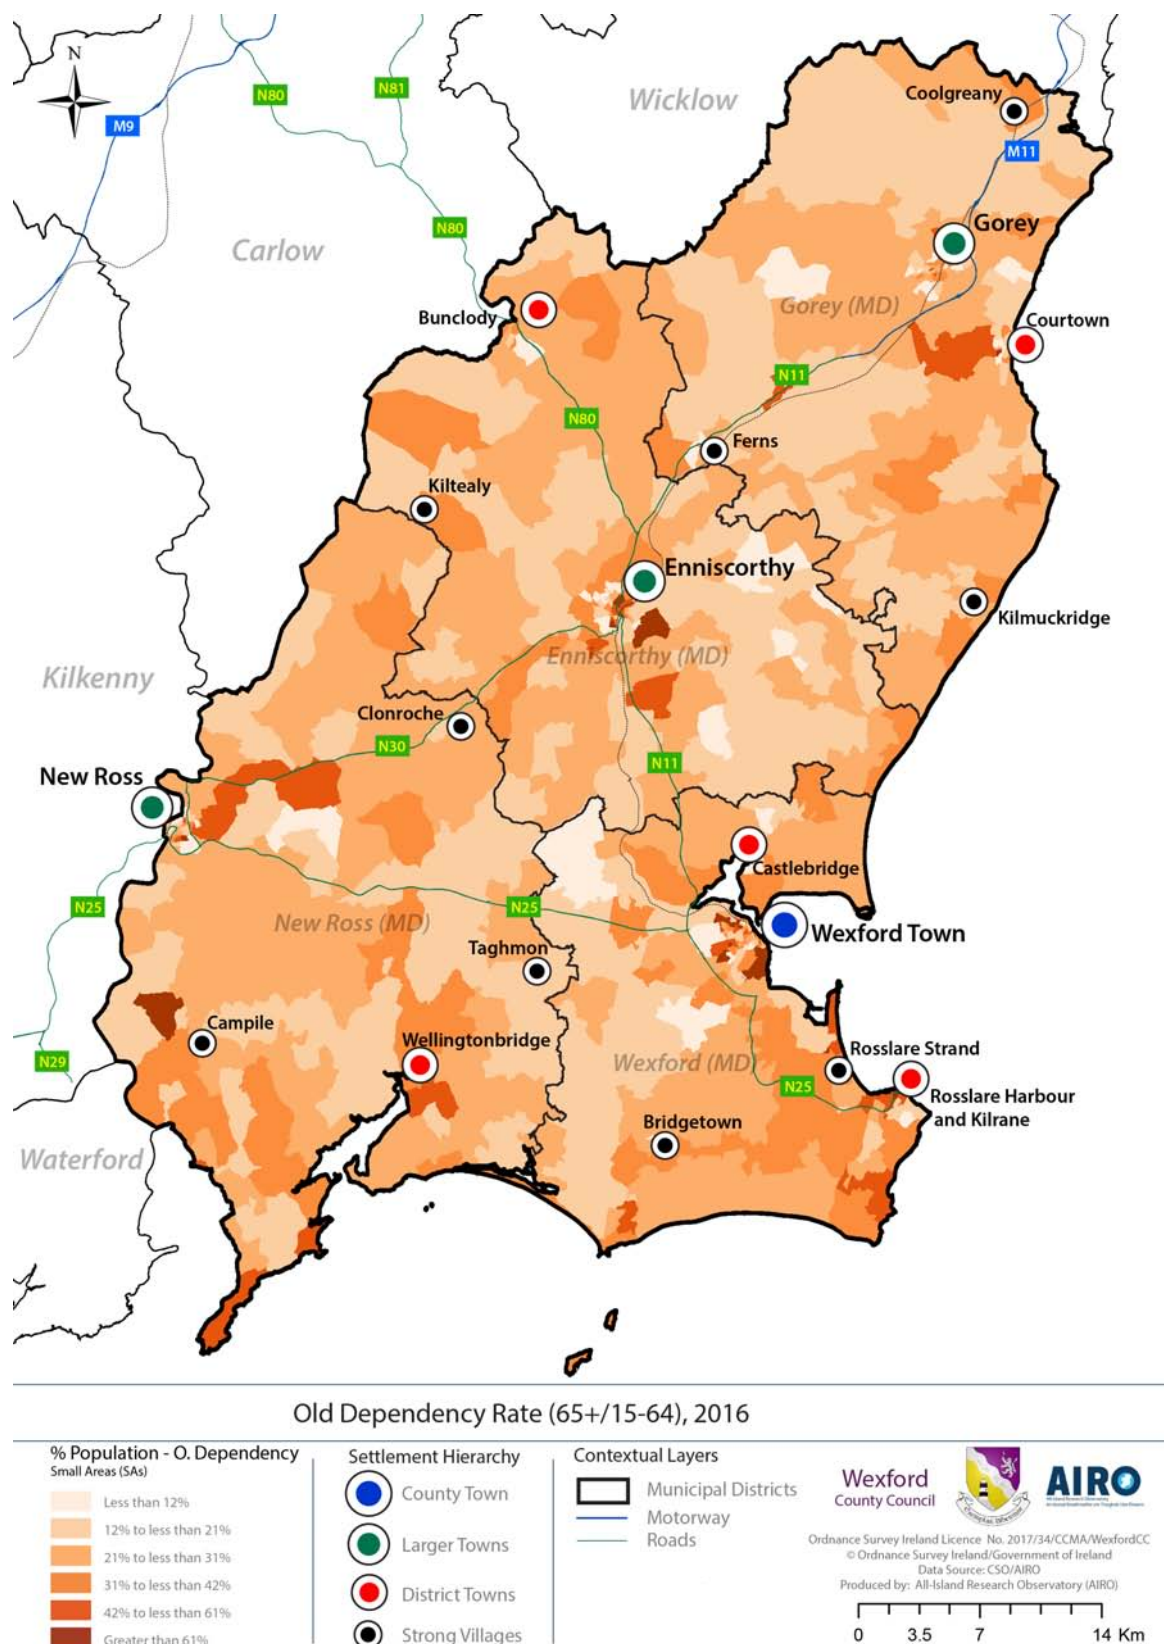 N
Wicklow
Coolgreany
N80
N81
M9
M11
N80
Gorey
Carlow
Gorey (MD)
Bunclody
Courtown
N11
N80
Ferns
Kiltealy
Enniscorthy
Kilmuckridge
Enniscorthy (MD)
Kilkenny
Clonroche
N30
N11
New Ross
Castlebridge
N25
N25
New Ross (MD)
Wexford Town
Taghmon
Campile
Wellingtonbridge
N29
Wexford (MD)
Rosslare Strand
N25
Rosslare Harbour
and Kilrane
Bridgetown
Waterford
Old Dependency Rate (65+/15-64), 2016
% Population - O. Dependency
Small Areas (SAs)
Less than 12%
12% to less than 21%
21% to less than 31%
31% to less than 42%
42% to less than 61%
Greater than 61%
Settlement Hierarchy
County Town
Larger Towns
District Towns
Strong Villages
Contextual Layers
Municipal Districts
Motorway
Roads
Wexford
County Council
AIRO
Ordnance Survey Ireland Licence No. 2017/34/CCMA/WexfordCC
© Ordnance Survey Ireland/Government of Ireland
Data Source: CSO/AIRO
Produced by: All-Island Research Observatory (AIRO)
0 3.5 7 14 Km